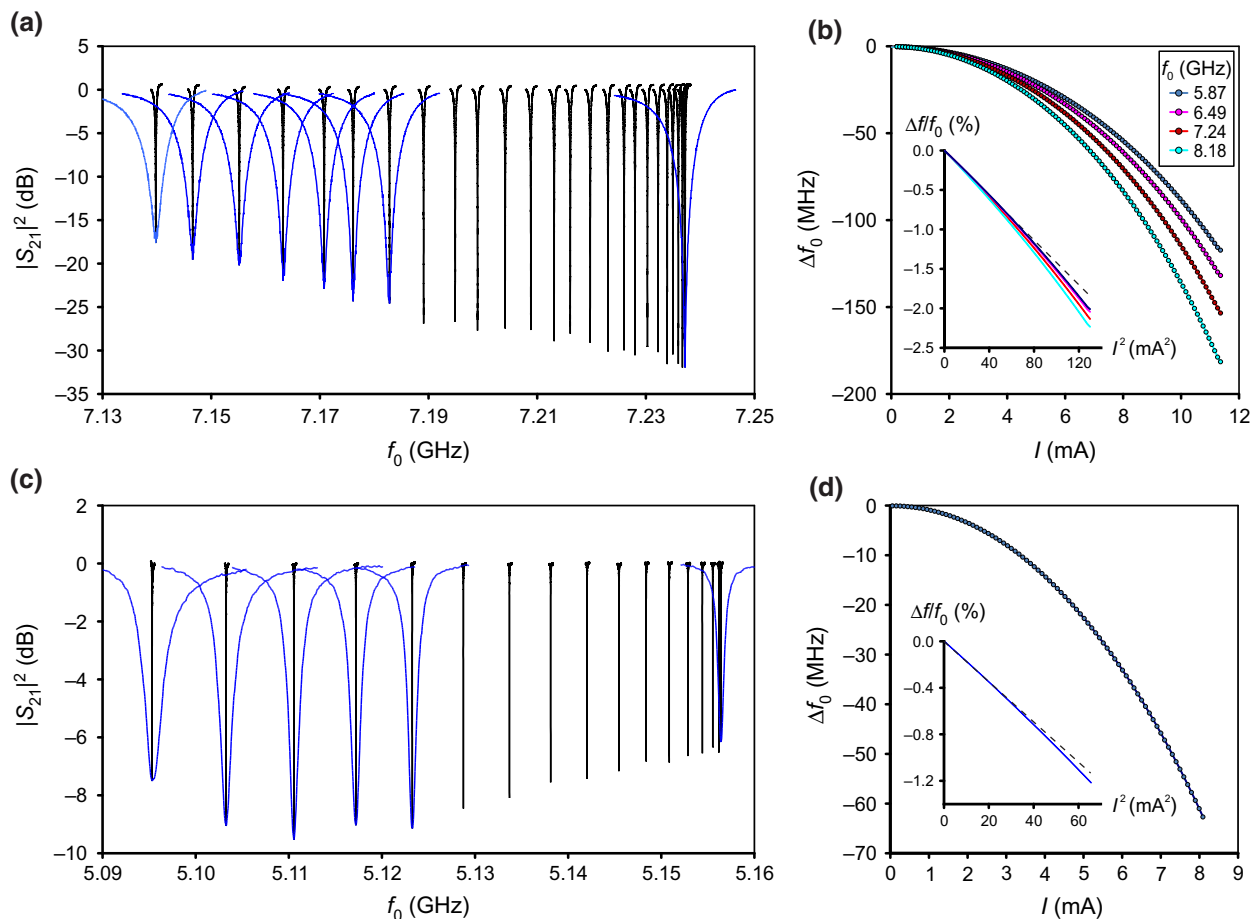 (a)
|S21|2 (dB)
5
0
–5
–10
–15
–20
–25
–30
–35
7.13 7.15 7.17 7.19 7.21 7.23 7.25
f0 (GHz)
(b)
Δf0 (MHz)
0
–50
–100
–150
–200
0 2 4 6 8 10 12
I (mA)
f0 (GHz)
5.87
6.49
7.24
8.18
Δf/f0 (%)
0.0
–0.5
–1.0
–1.5
–2.0
–2.5
0 40 80 120
I2 (mA2)
(c)
|S21|2 (dB)
2
0
–2
–4
–6
–8
–10
5.09 5.10 5.11 5.12 5.13 5.14 5.15 5.16
f0 (GHz)
(d)
Δf0 (MHz)
0
–10
–20
–30
–40
–50
–60
–70
0 1 2 3 4 5 6 7 8 9
I (mA)
Δf/f0 (%)
0.0
–0.4
–0.8
–1.2
0 20 40 60
I2 (mA2)